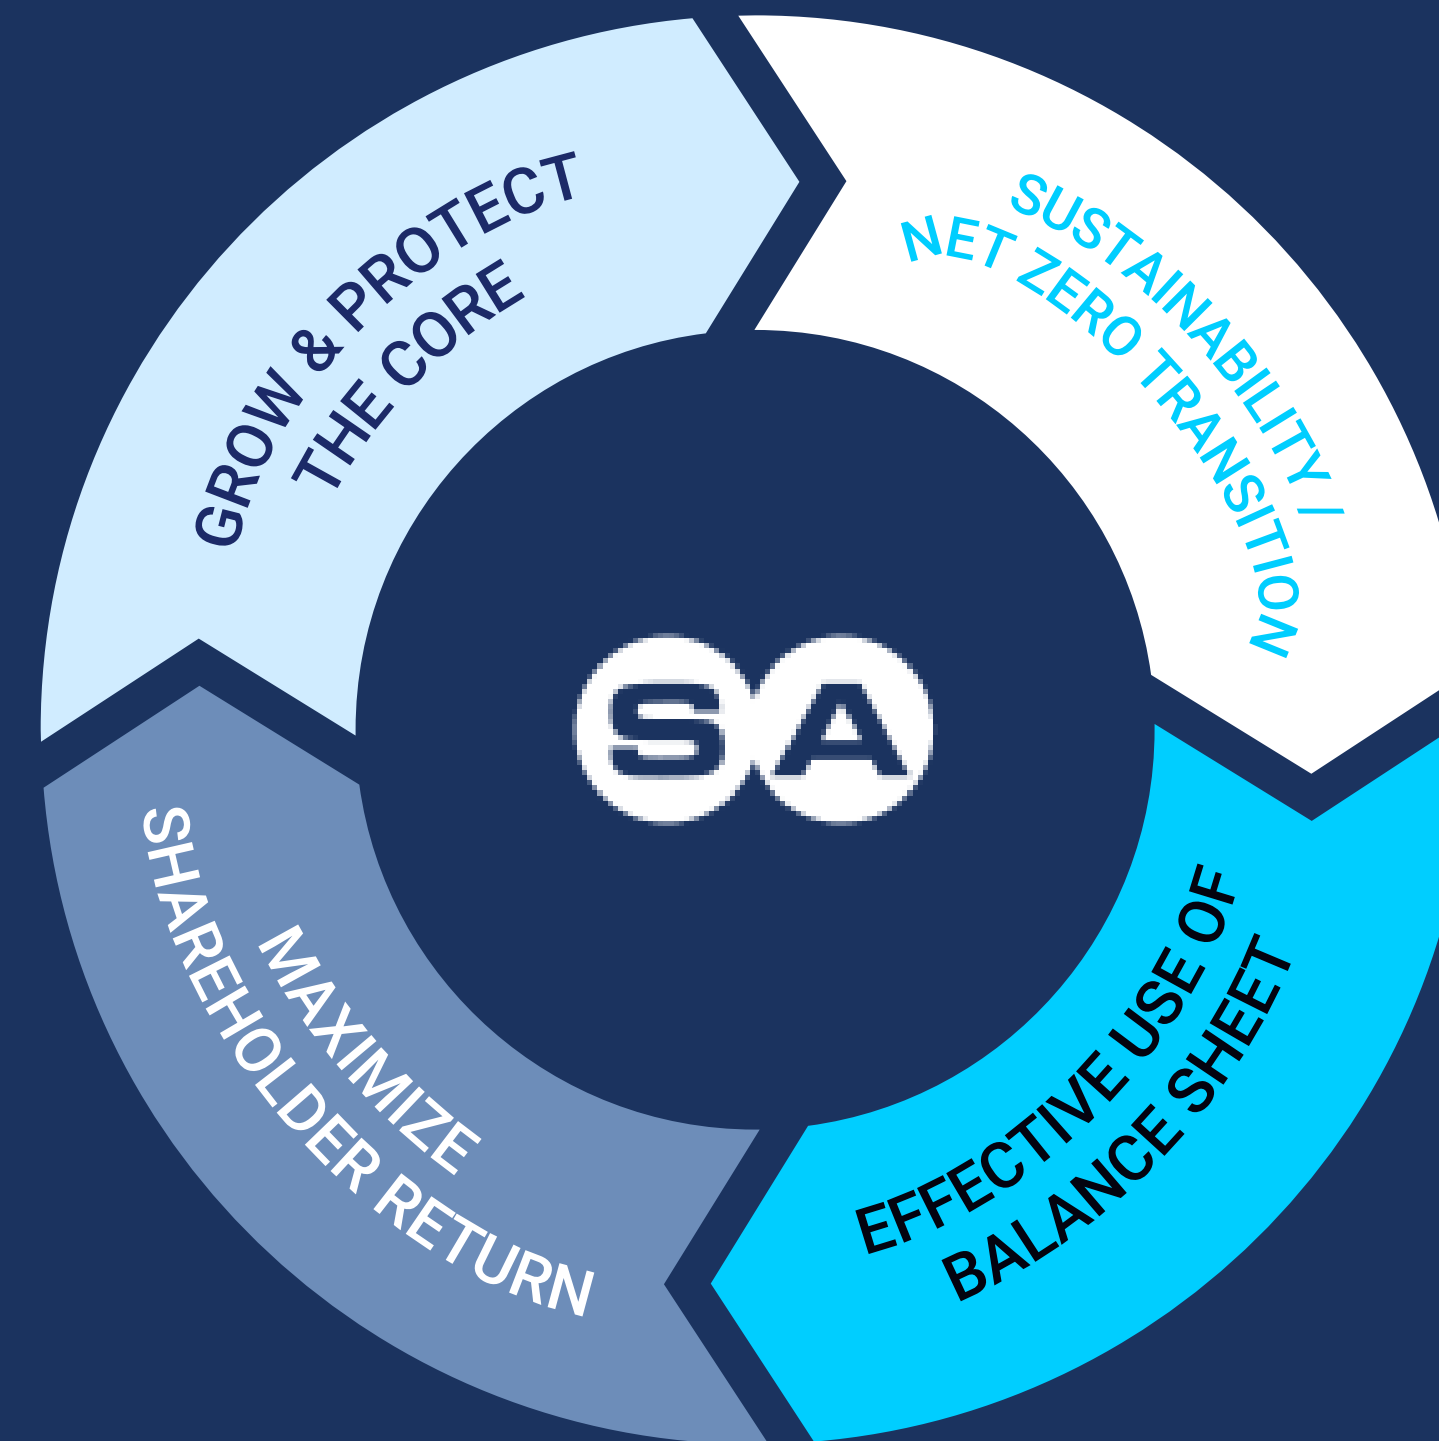 GROW & PROTECT
THE CORE
SUSTAINABILITY /
NET ZERO TRANSITION
EFFECTIVE USE OF
BALANCE SHEET
MAXIMIZE
SHAREHOLDER RETURN
SA